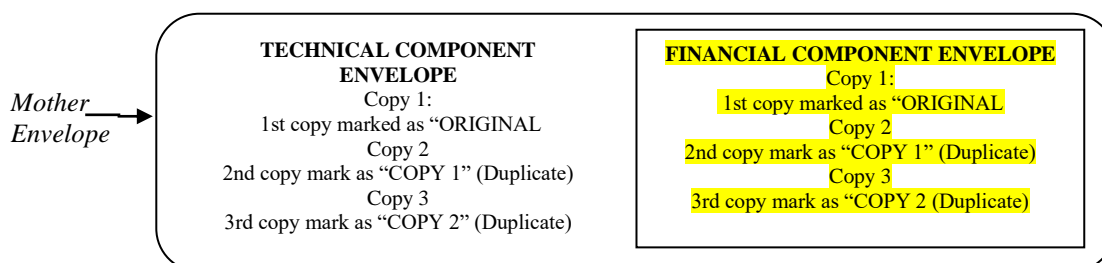 Mother
Envelope
TECHNICAL COMPONENT
ENVELOPE
Copy 1:
1st copy marked as “ORIGINAL
Copy 2
2nd copy mark as “COPY 1” (Duplicate)
Copy 3
3rd copy mark as “COPY 2” (Duplicate)
FINANCIAL COMPONENT ENVELOPE
Copy 1:
1st copy marked as “ORIGINAL
Copy 2
2nd copy mark as “COPY 1” (Duplicate)
Copy 3
3rd copy mark as “COPY 2 (Duplicate)